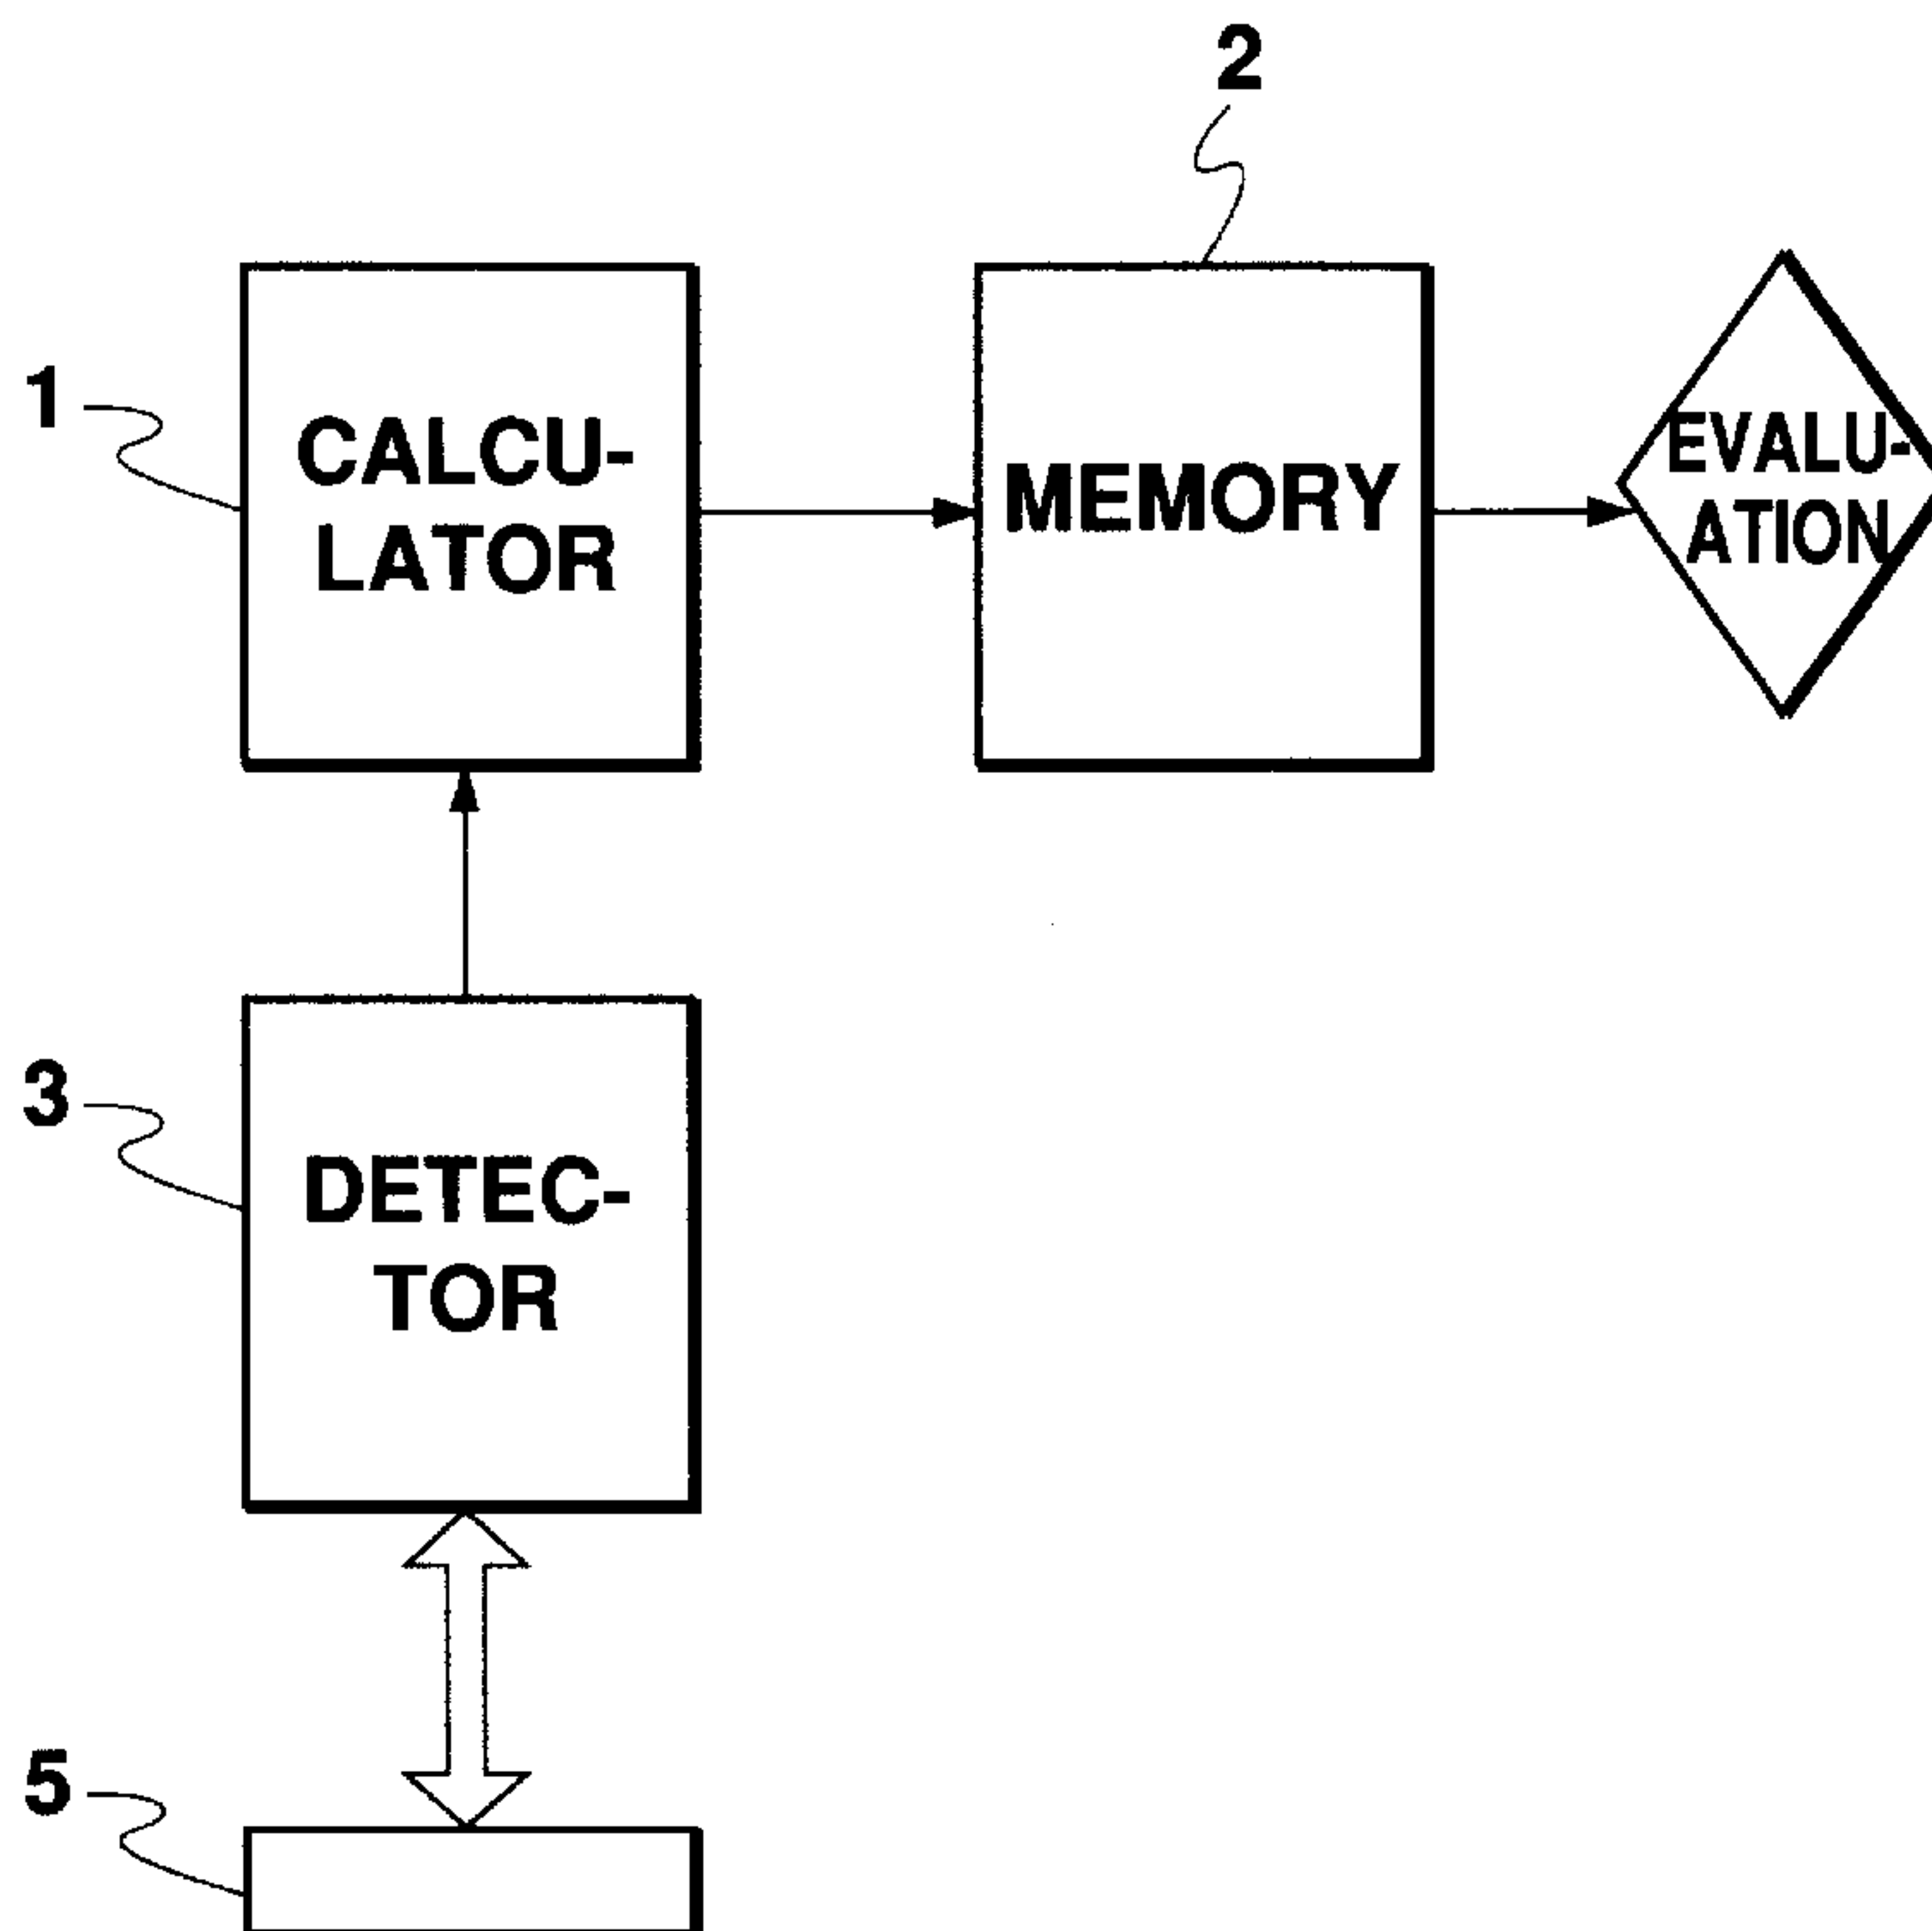 2
1
CALCU-
LATOR
MEMORY
EVALU-
ATION
3
DETEC-
TOR
5